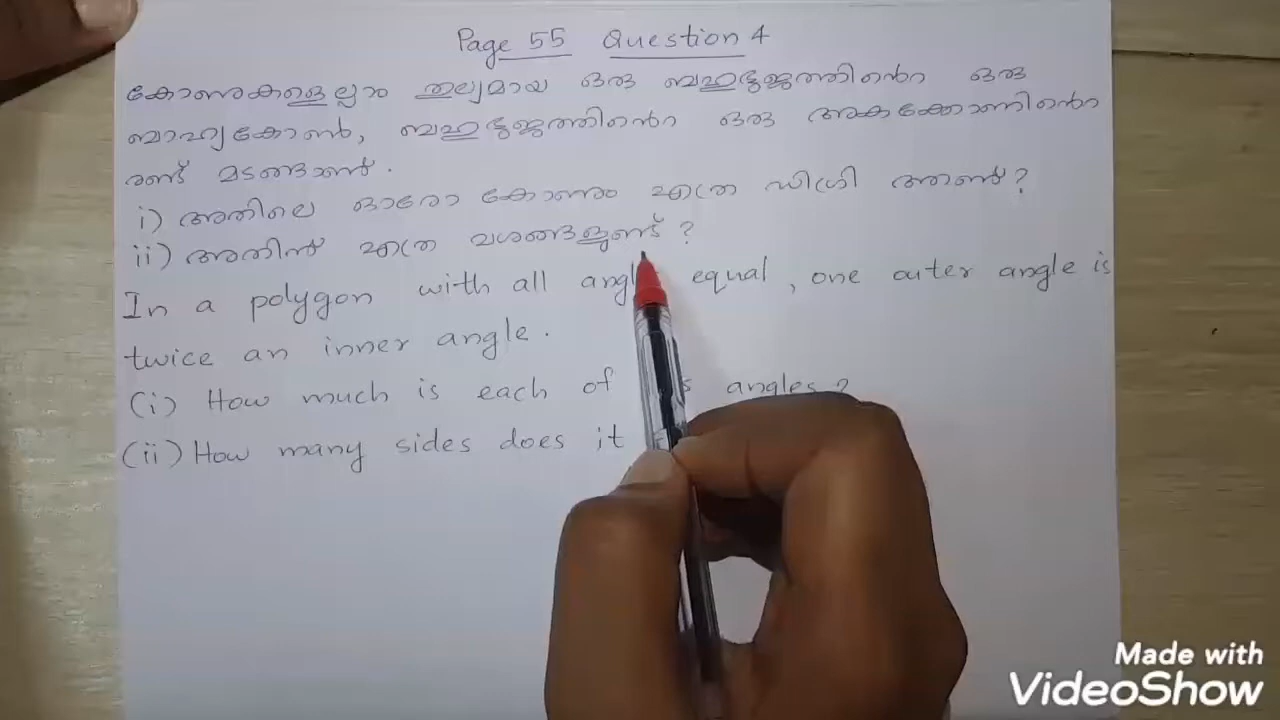 Page 55 Question 4
കോണുകളെല്ലാം തുല്യമായ ഒരു ബഹുഭുജത്തിന്റെ ഒരു
ബാഹ്യകോൺ, ബഹുഭുജത്തിന്റെ ഒരു അകക്കോണിന്റെ
രണ്ട് മടങ്ങാണ്.
i) അതിലെ ഓരോ കോണും എത്ര ഡിഗ്രി ആണ്?
ii) അതിന് എത്ര വശങ്ങളുണ്ട്?
In a polygon with all equal, one outer angle is
twice an inner angle.
(i) How much is each of angles?
(ii) How many sides does it
Made with
VideoShow